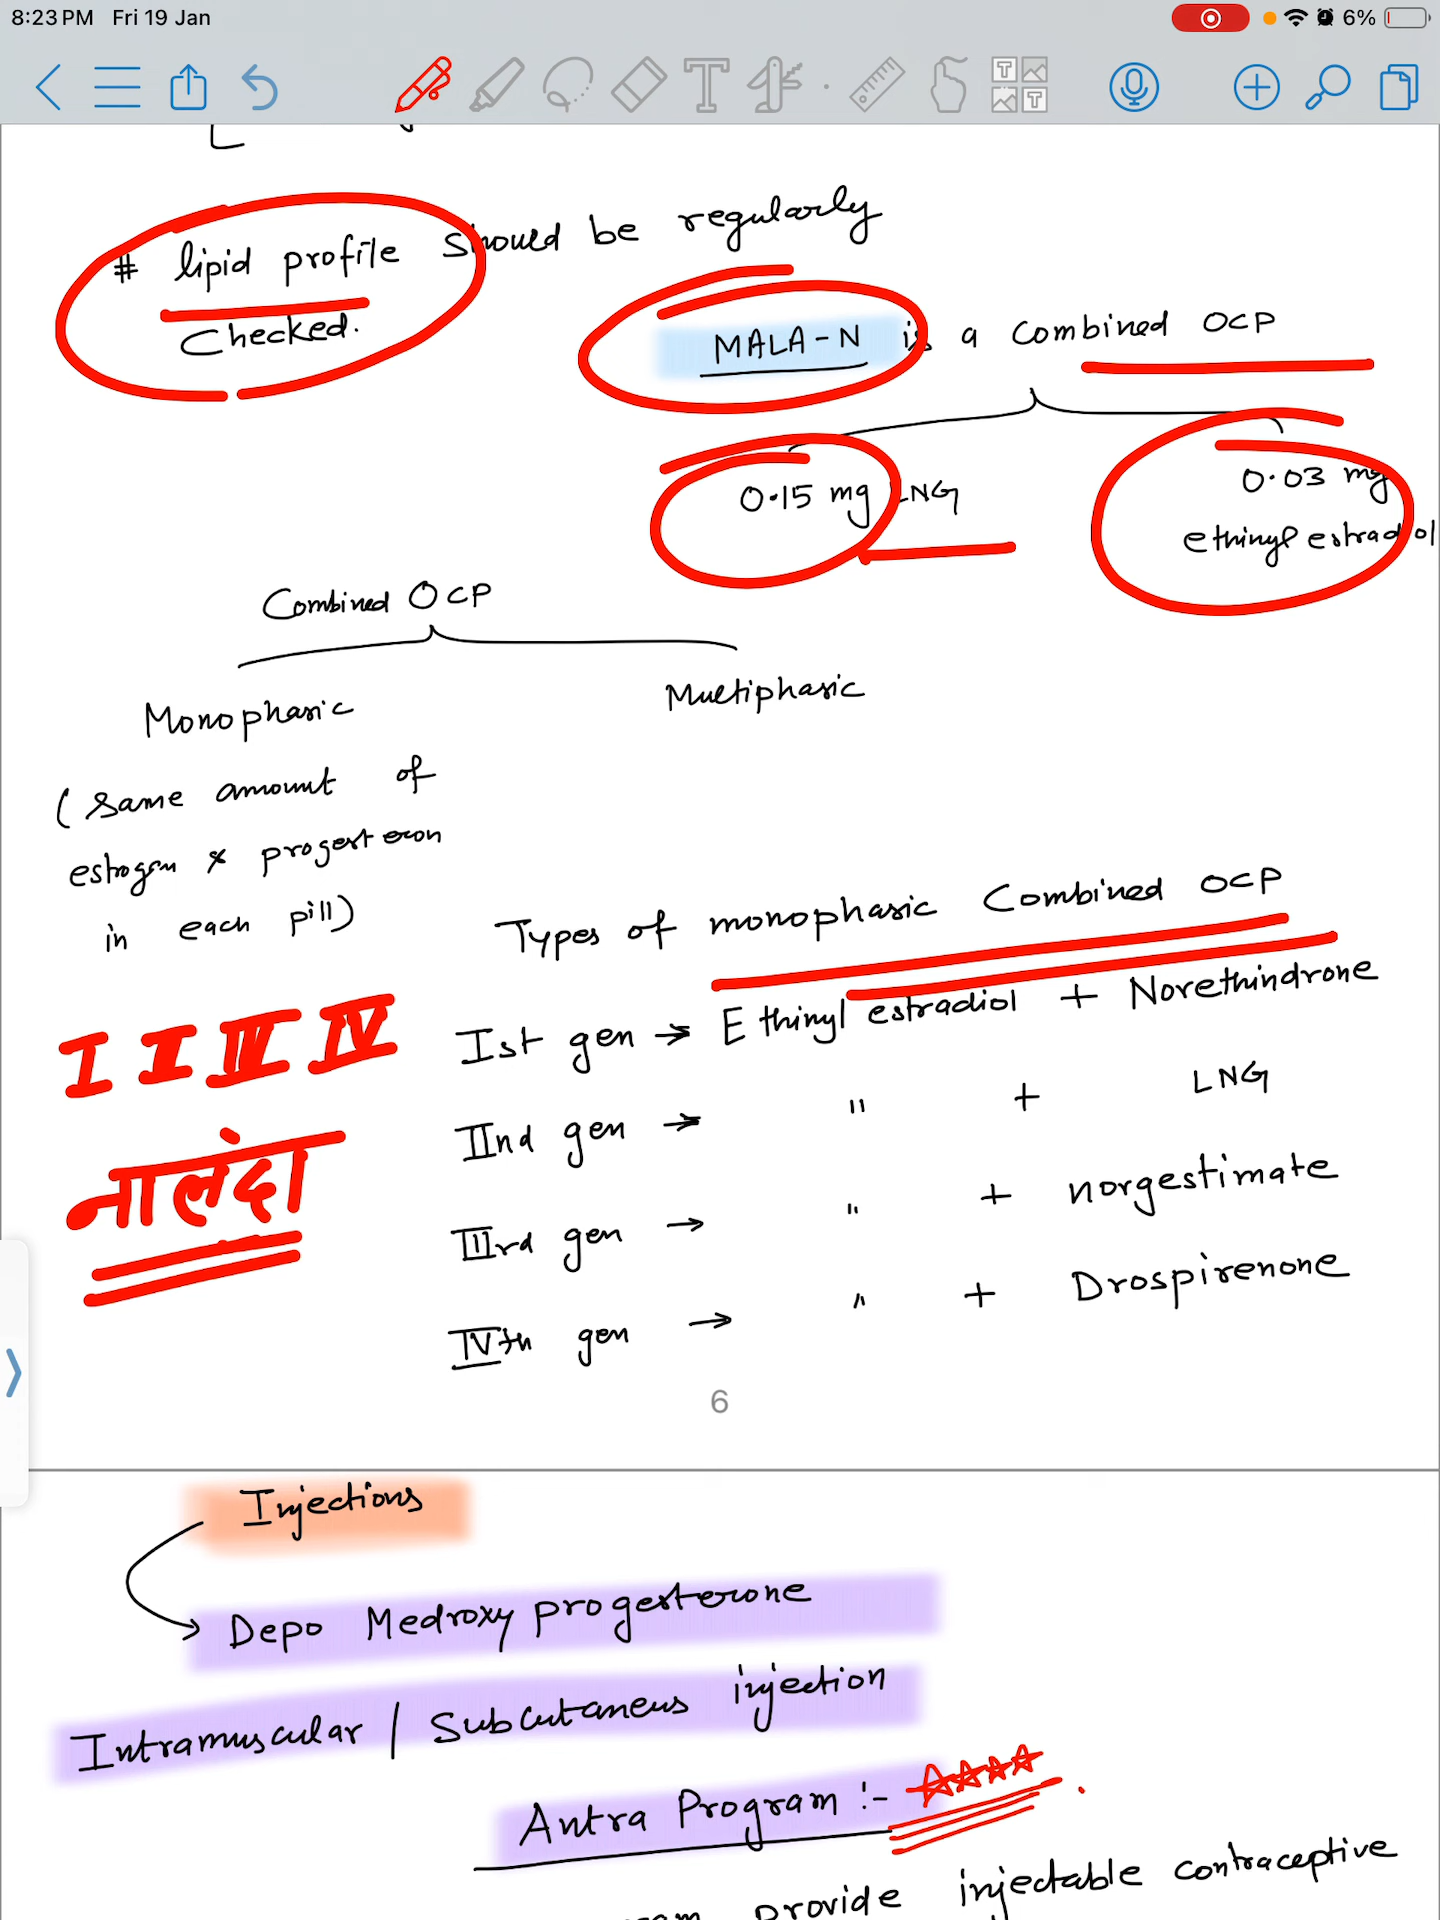 8:23 PM Fri 19 Jan
6%
# lipid profile should be regularly
Checked.
MALA-N is a Combined OCP
0.15 mg LNG
0.03 mg
ethinyl estradiol
Combined OCP
Monophasic
Multiphasic
(same amount of
estrogen & progesteron
in each pill)
Types of monophasic Combined OCP
Ist gen → Ethinyl estradiol + Norethindrone
IInd gen → " + LNG
IIIrd gen → " + norgestimate
IVth gen → " + Drospirenone
I II III IV
नालंदा
6
Injections
Depo Medroxy progesterone
Intramuscular / Subcutaneus injection
Antra Program :-
provide injectable contraceptive